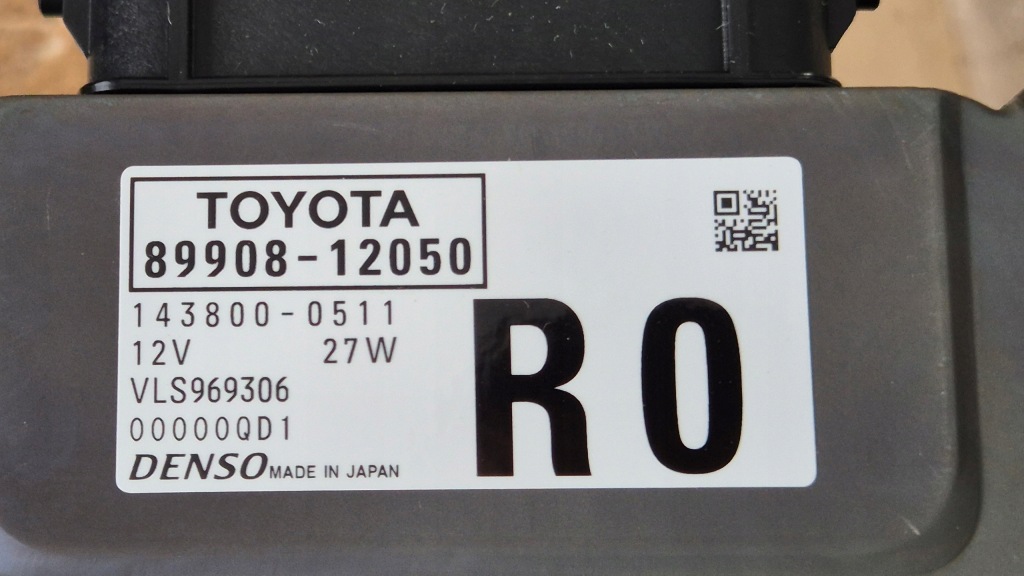 TOYOTA
89908-12050
143800-0511
12V 27W
VLS969306
00000QD1
DENSO MADE IN JAPAN
R0